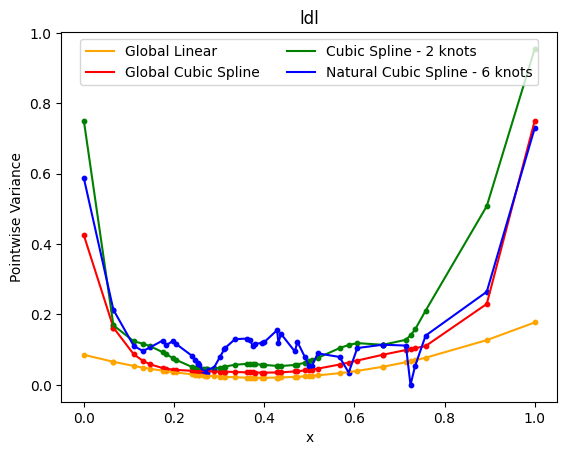 ldl
Global Linear
Global Cubic Spline
Cubic Spline - 2 knots
Natural Cubic Spline - 6 knots
Pointwise Variance
1.0
0.8
0.6
0.4
0.2
0.0
0.0 0.2 0.4 0.6 0.8 1.0
x